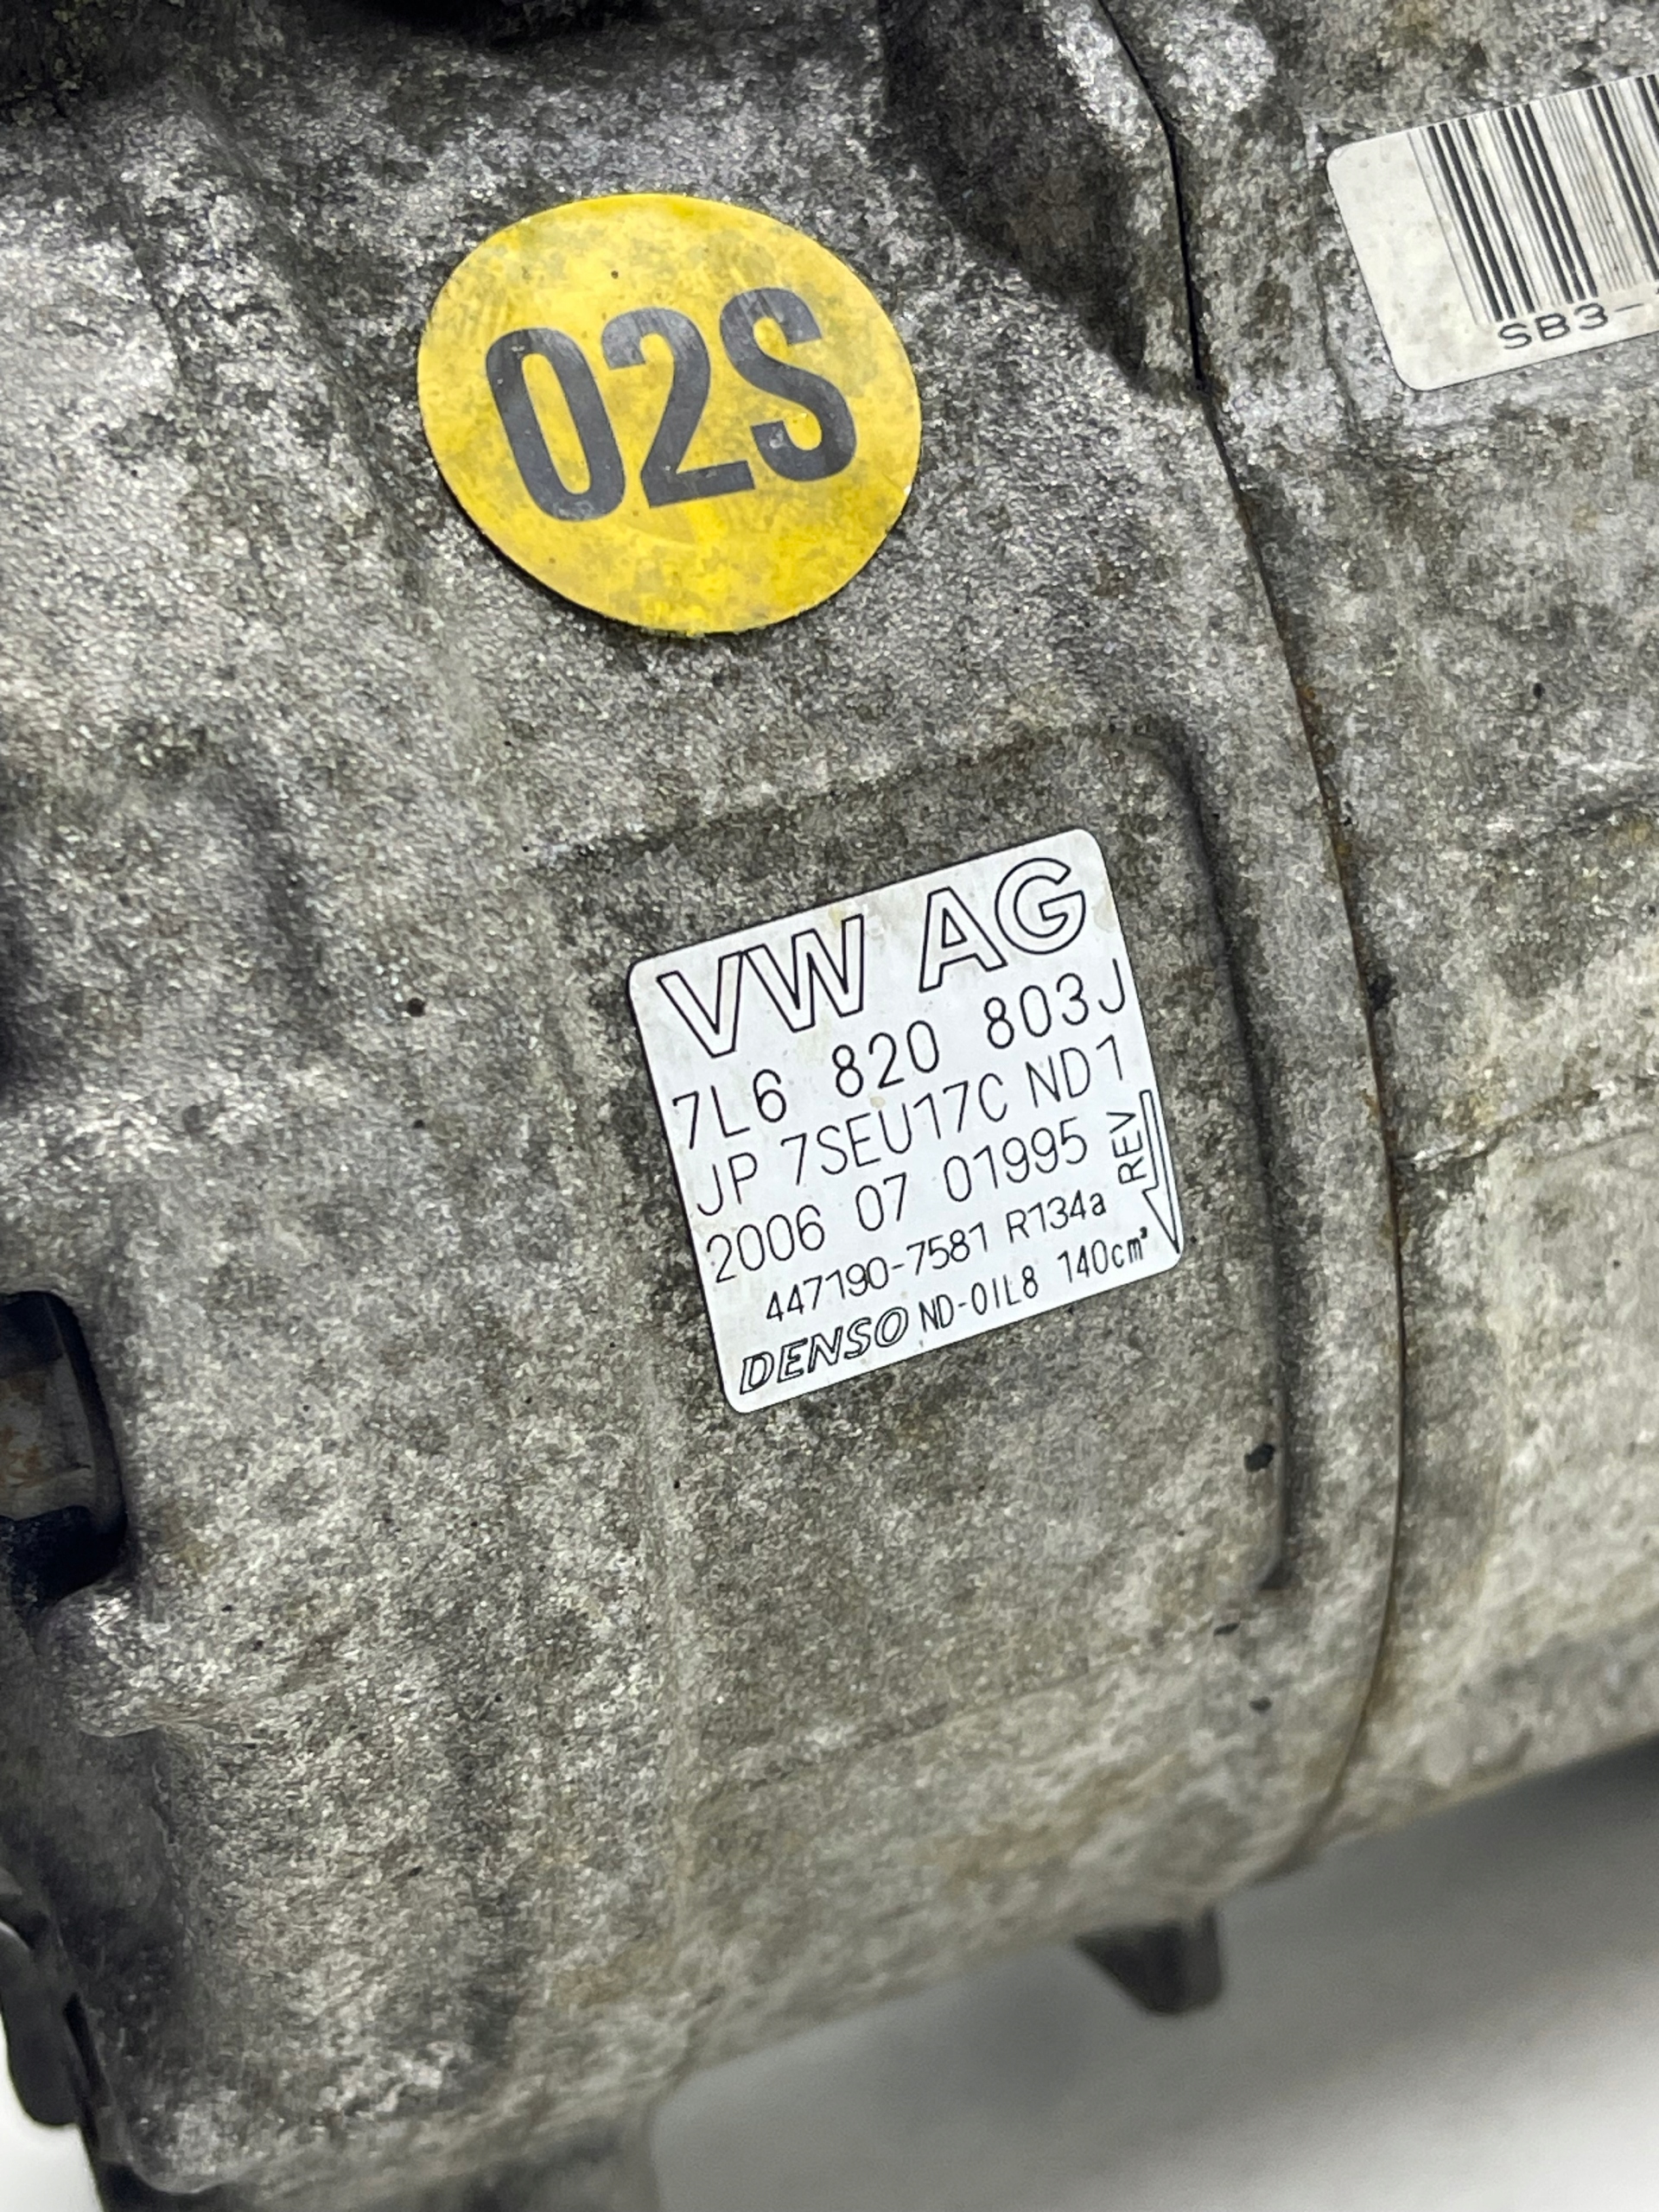 02S
SB3-
VW AG
7L6 820 803J
JP 7SEU17C ND1
2006 07 01995
REV
447190-7581 R134a
DENSO ND-OIL8 140cm³